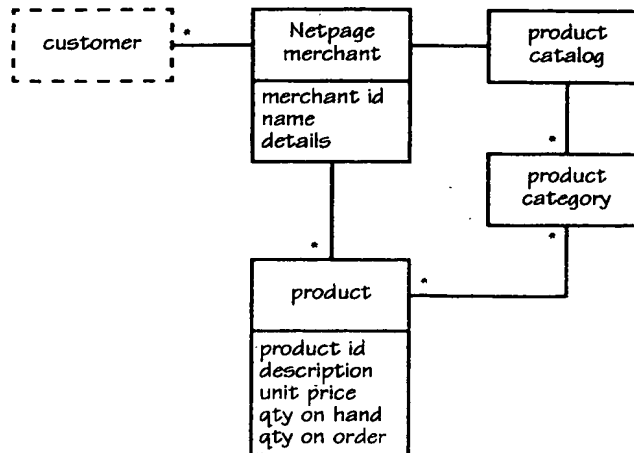 customer
*
Netpage
merchant
merchant id
name
details
product
catalog
*
product
category
*
*
*
product
product id
description
unit price
qty on hand
qty on order